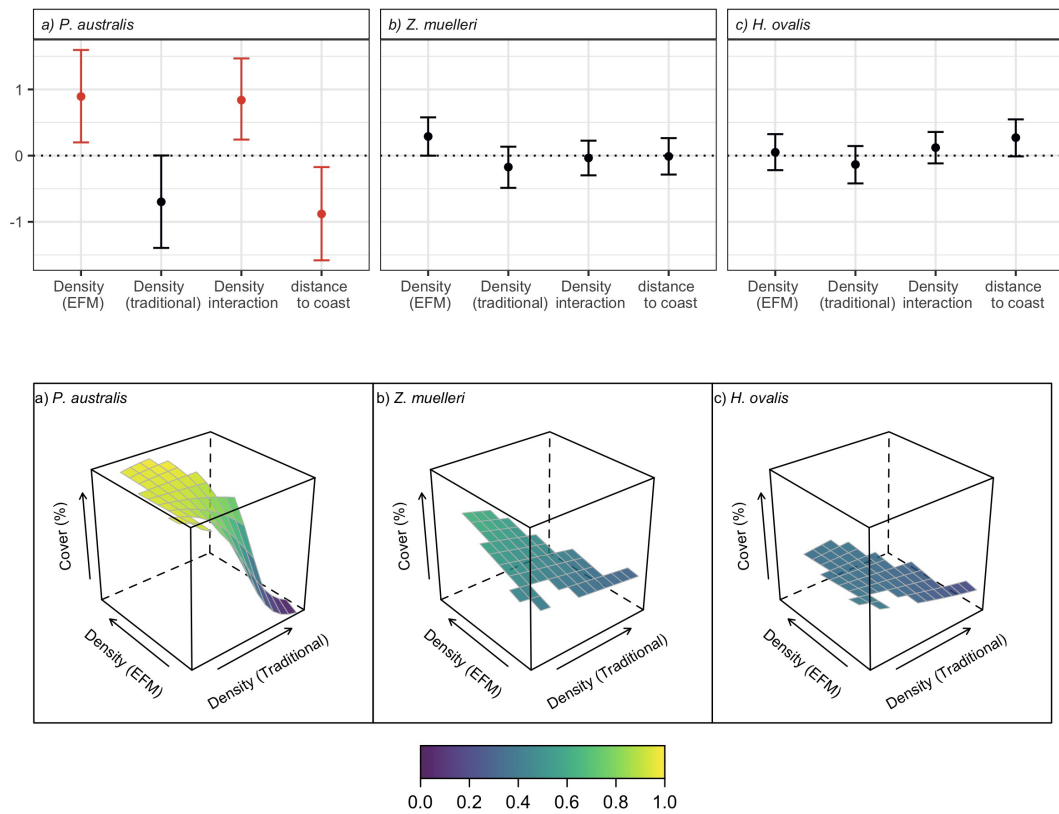 a) P. australis
b) Z. muelleri
c) H. ovalis
1
0
-1
Density (EFM)
Density (traditional)
Density interaction
distance to coast
Density (EFM)
Density (traditional)
Density interaction
distance to coast
Density (EFM)
Density (traditional)
Density interaction
distance to coast
a) P. australis
Cover (%)
Density (EFM)
Density (Traditional)
b) Z. muelleri
Cover (%)
Density (EFM)
Density (Traditional)
c) H. ovalis
Cover (%)
Density (EFM)
Density (Traditional)
0.0 0.2 0.4 0.6 0.8 1.0